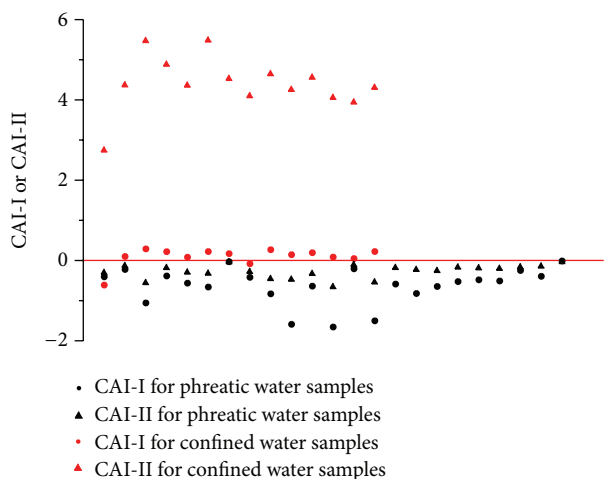 6
4
2
0
−2
CAI-I or CAI-II
CAI-I for phreatic water samples
CAI-II for phreatic water samples
CAI-I for confined water samples
CAI-II for confined water samples